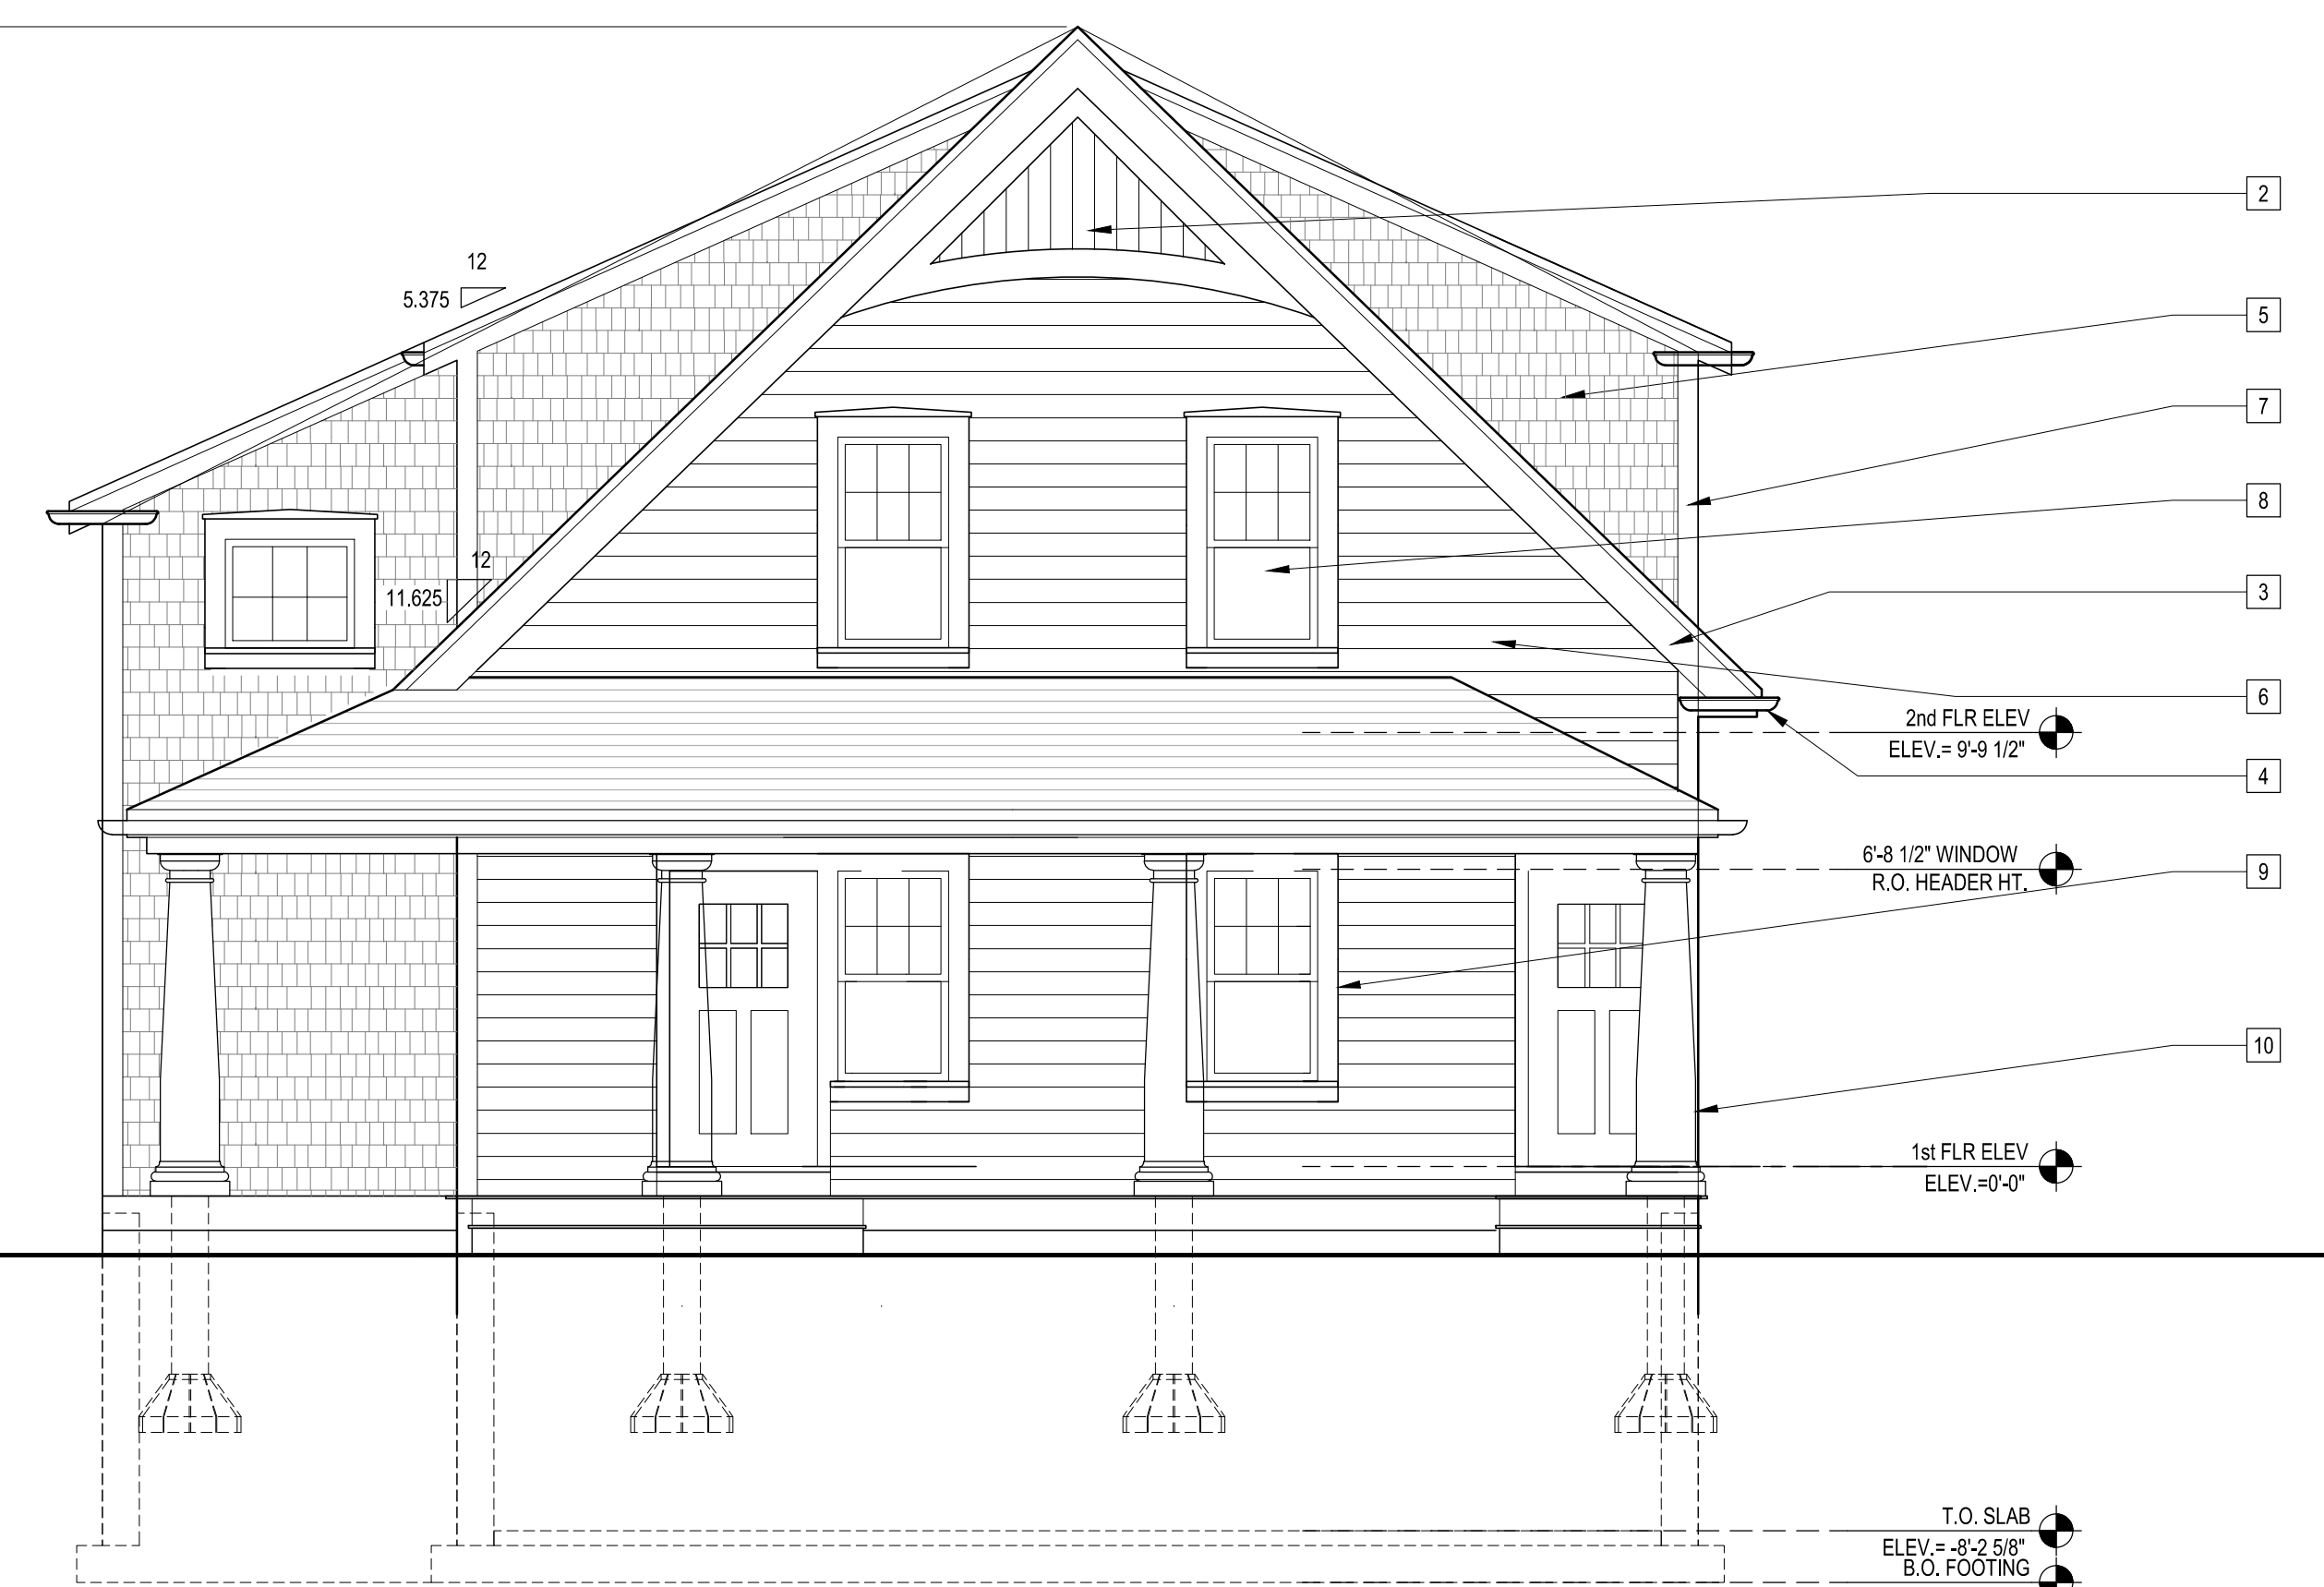 2
12
5.375
5
7
8
12
11.625
3
6
2nd FLR ELEV
ELEV.= 9'-9 1/2"
4
6'-8 1/2" WINDOW
R.O. HEADER HT.
9
10
1st FLR ELEV
ELEV.=0'-0"
T.O. SLAB
ELEV.= -8'-2 5/8"
B.O. FOOTING